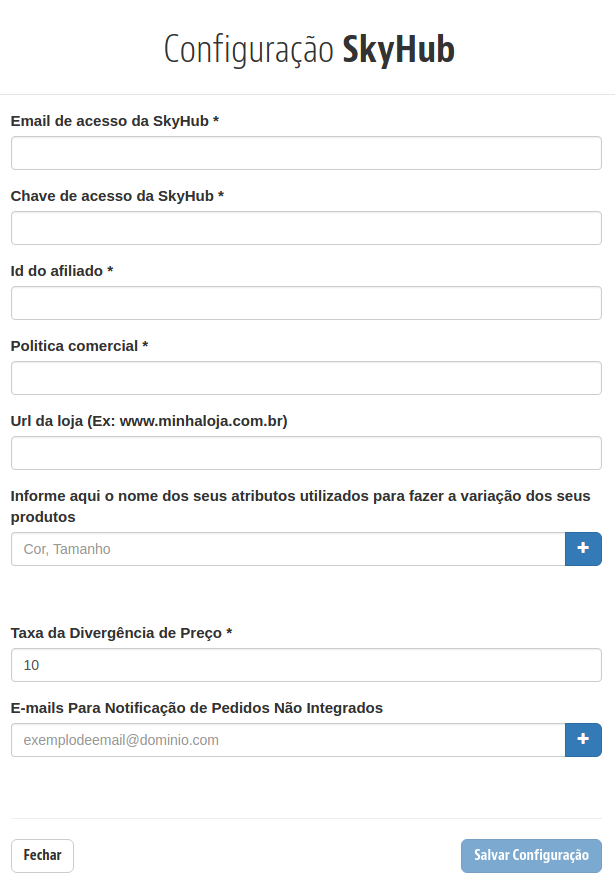 Configuração SkyHub
Email de acesso da SkyHub *
Chave de acesso da SkyHub *
Id do afiliado *
Politica comercial *
Url da loja (Ex: www.minhaloja.com.br)
Informe aqui o nome dos seus atributos utilizados para fazer a variação dos seus
produtos
Cor, Tamanho
Taxa da Divergência de Preço *
10
E-mails Para Notificação de Pedidos Não Integrados
exemplodeemail@dominio.com
Fechar Salvar Configuração